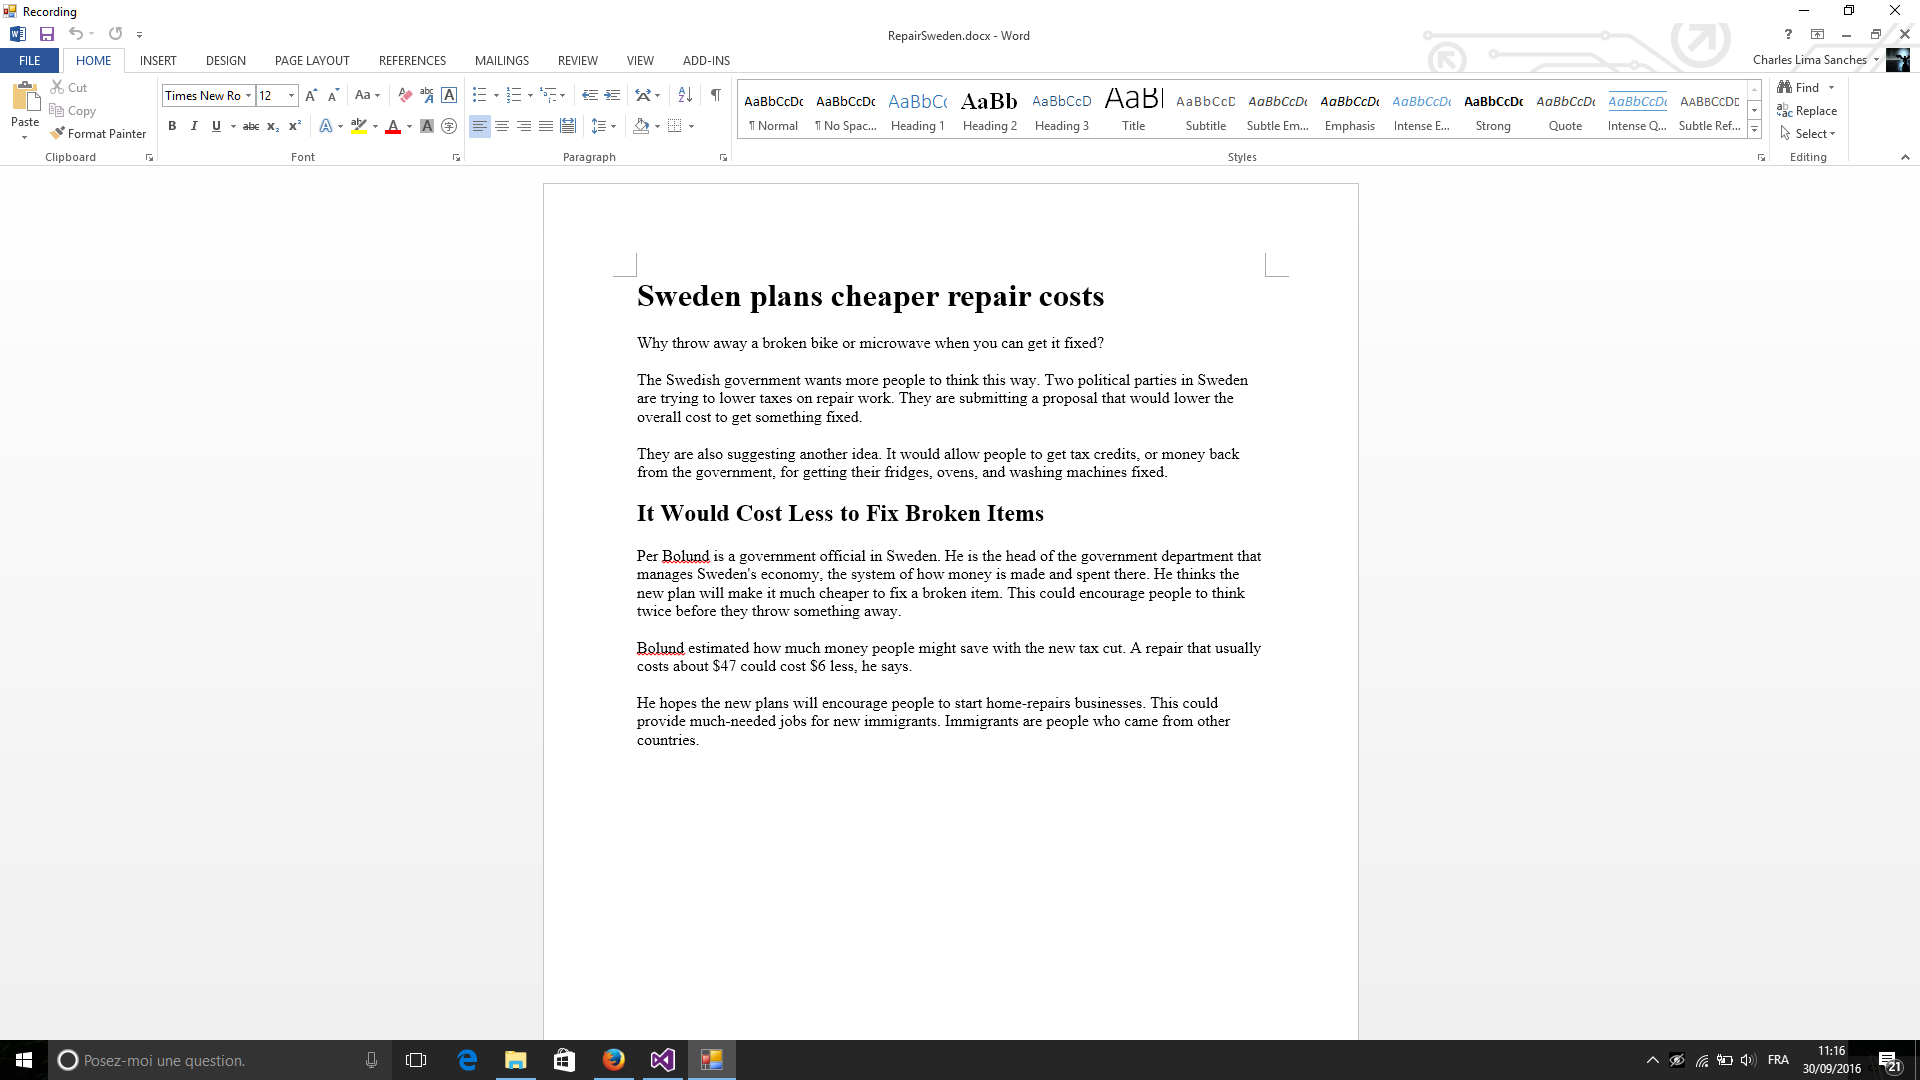 Recording
RepairSweden.docx - Word
FILE HOME INSERT DESIGN PAGE LAYOUT REFERENCES MAILINGS REVIEW VIEW ADD-INS
Charles Lima Sanches
Paste
Cut
Copy
Format Painter
Clipboard
Times New Ro 12
Font
Paragraph
AaBbCcDc AaBbCcDc AaBbCc AaBb AaBbCcD AaBl AaBbCcD AaBbCcDc AaBbCcDc AaBbCcDc AaBbCcDc AaBbCcDc AaBbCcDc AABBCCDD
¶ Normal ¶ No Spac... Heading 1 Heading 2 Heading 3 Title Subtitle Subtle Em... Emphasis Intense E... Strong Quote Intense Q... Subtle Ref...
Styles
Find
Replace
Select
Editing
Sweden plans cheaper repair costs
Why throw away a broken bike or microwave when you can get it fixed?
The Swedish government wants more people to think this way. Two political parties in Sweden
are trying to lower taxes on repair work. They are submitting a proposal that would lower the
overall cost to get something fixed.
They are also suggesting another idea. It would allow people to get tax credits, or money back
from the government, for getting their fridges, ovens, and washing machines fixed.
It Would Cost Less to Fix Broken Items
Per Bolund is a government official in Sweden. He is the head of the government department that
manages Sweden's economy, the system of how money is made and spent there. He thinks the
new plan will make it much cheaper to fix a broken item. This could encourage people to think
twice before they throw something away.
Bolund estimated how much money people might save with the new tax cut. A repair that usually
costs about $47 could cost $6 less, he says.
He hopes the new plans will encourage people to start home-repairs businesses. This could
provide much-needed jobs for new immigrants. Immigrants are people who came from other
countries.
Posez-moi une question.
FRA
11:16
30/09/2016
21